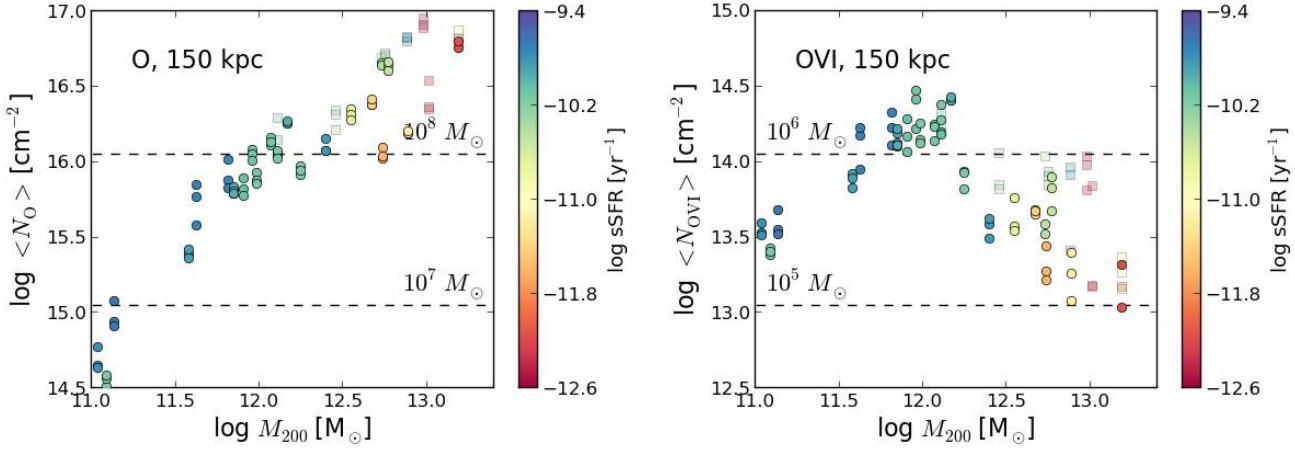 17.0
16.5
16.0
15.5
15.0
14.5
log <N_O> [cm^−2]
O, 150 kpc
10^8 M_⊙
10^7 M_⊙
11.0 11.5 12.0 12.5 13.0
log M_200 [M_⊙]
−9.4
−10.2
−11.0
−11.8
−12.6
log sSFR [yr^−1]
15.0
14.5
14.0
13.5
13.0
12.5
log <N_OVI> [cm^−2]
OVI, 150 kpc
10^6 M_⊙
10^5 M_⊙
11.0 11.5 12.0 12.5 13.0
log M_200 [M_⊙]
−9.4
−10.2
−11.0
−11.8
−12.6
log sSFR [yr^−1]